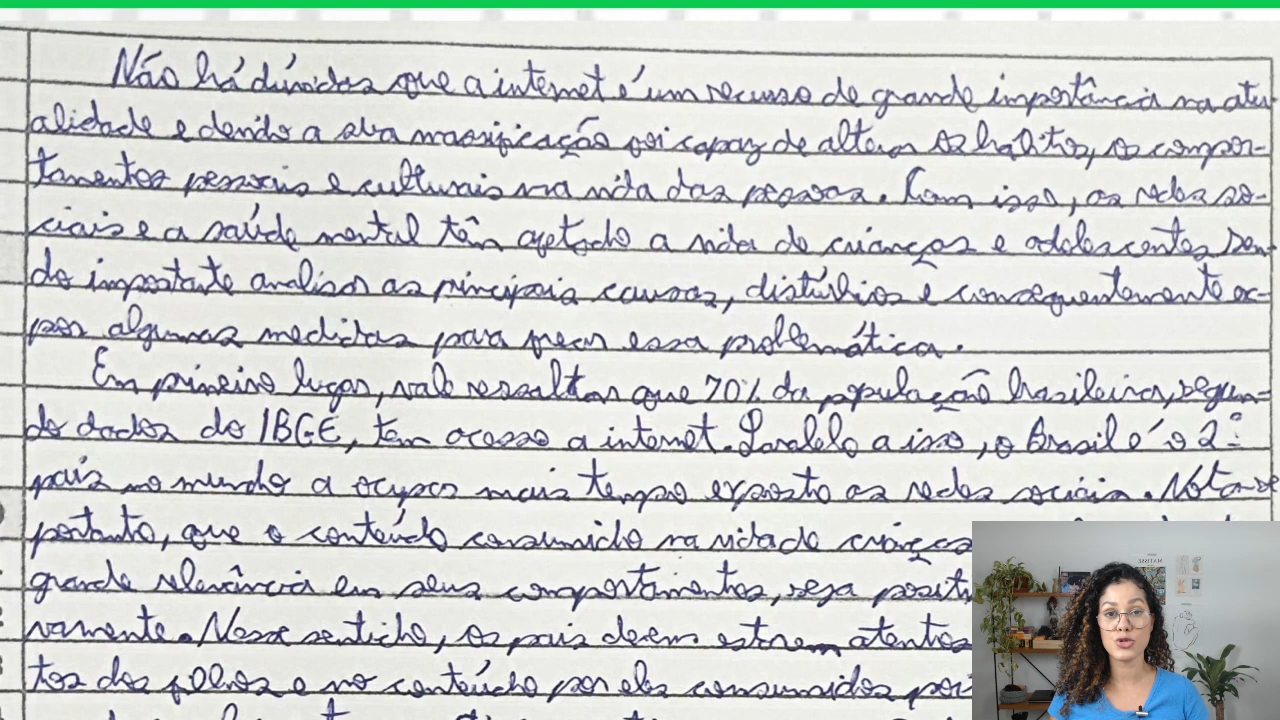 Não há dúvidas que a internet é um recurso de grande importância na atu
alidade e devido a sua massificação foi capaz de alterar os hábitos, os compor-
tamentos pessoais e culturais na vida das pessoas. Com isso, as redes so-
ciais e a saúde mental têm afetado a vida de crianças e adolescentes sen
do importante analisar as principais causas, distúrbios e consequentemente ex-
por algumas medidas para frear essa problemática.
Em primeiro lugar, vale ressaltar que 70% da população brasileira, segun-
do dados do IBGE, tem acesso a internet. Paralelo a isso, o Brasil é o 2º
país no mundo a ocupar mais tempo exposto as redes sociais. Nota-se
portanto, que o conteúdo consumido na vida de crianças
grande relevância em seus comportamentos, seja positi
vamente. Nesse sentido, os pais devem estarem atentos
tos dos filhos e no conteúdo por eles consumidos poi